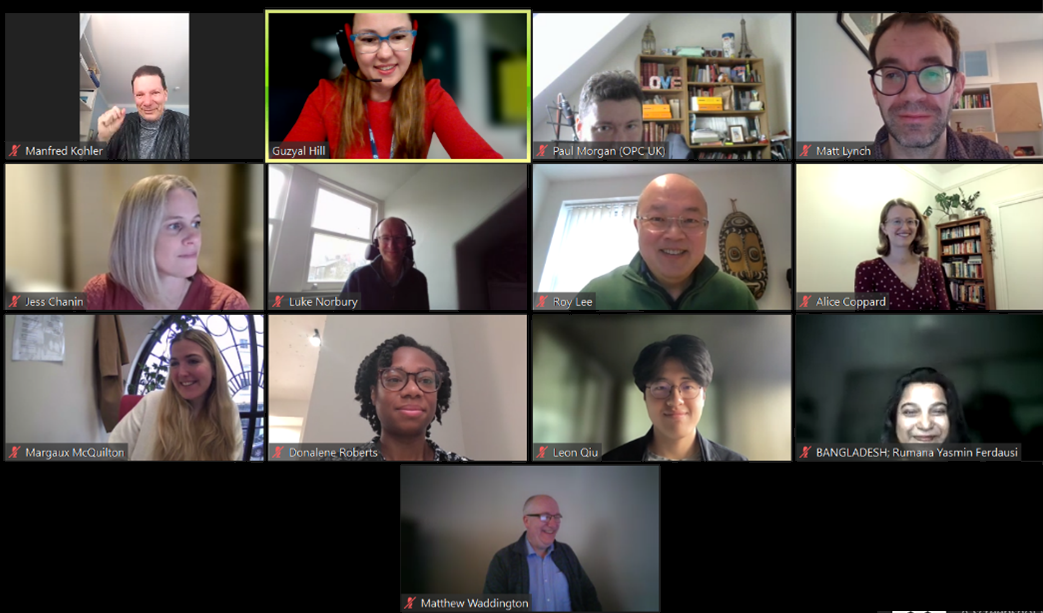 Manfred Kohler
Guzyal Hill
LOVE
Paul Morgan (OPC UK)
Matt Lynch
Jess Chanin
Luke Norbury
Roy Lee
Alice Coppard
Margaux McQuilton
Donalene Roberts
Leon Qiu
BANGLADESH: Rumana Yasmin Ferdausi
Matthew Waddington